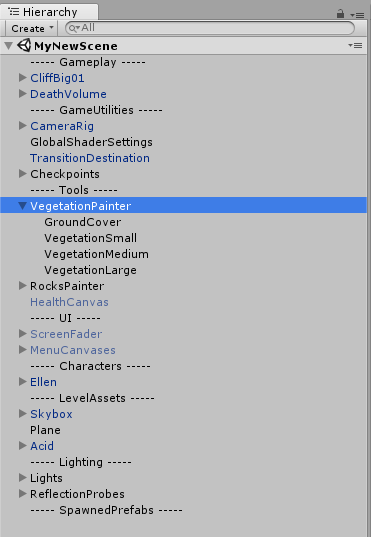 Hierarchy
Create All
MyNewScene
----- Gameplay -----
CliffBig01
DeathVolume
----- GameUtilities -----
CameraRig
GlobalShaderSettings
TransitionDestination
Checkpoints
----- Tools -----
VegetationPainter
GroundCover
VegetationSmall
VegetationMedium
VegetationLarge
RocksPainter
HealthCanvas
----- UI -----
ScreenFader
MenuCanvases
----- Characters -----
Ellen
----- LevelAssets -----
Skybox
Plane
Acid
----- Lighting -----
Lights
ReflectionProbes
----- SpawnedPrefabs -----